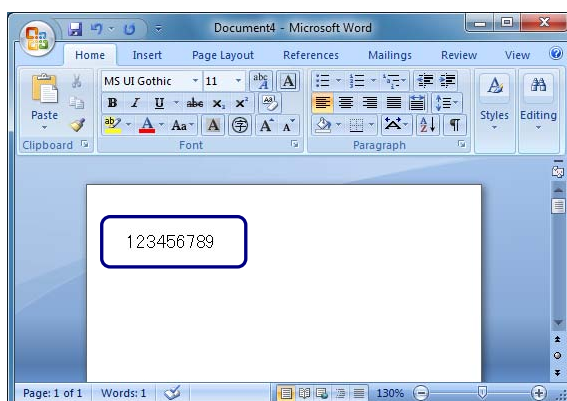 Document4 - Microsoft Word
Home Insert Page Layout References Mailings Review View
MS UI Gothic 11
Paste
Styles Editing
Clipboard Font Paragraph
123456789
Page: 1 of 1 Words: 1 130%